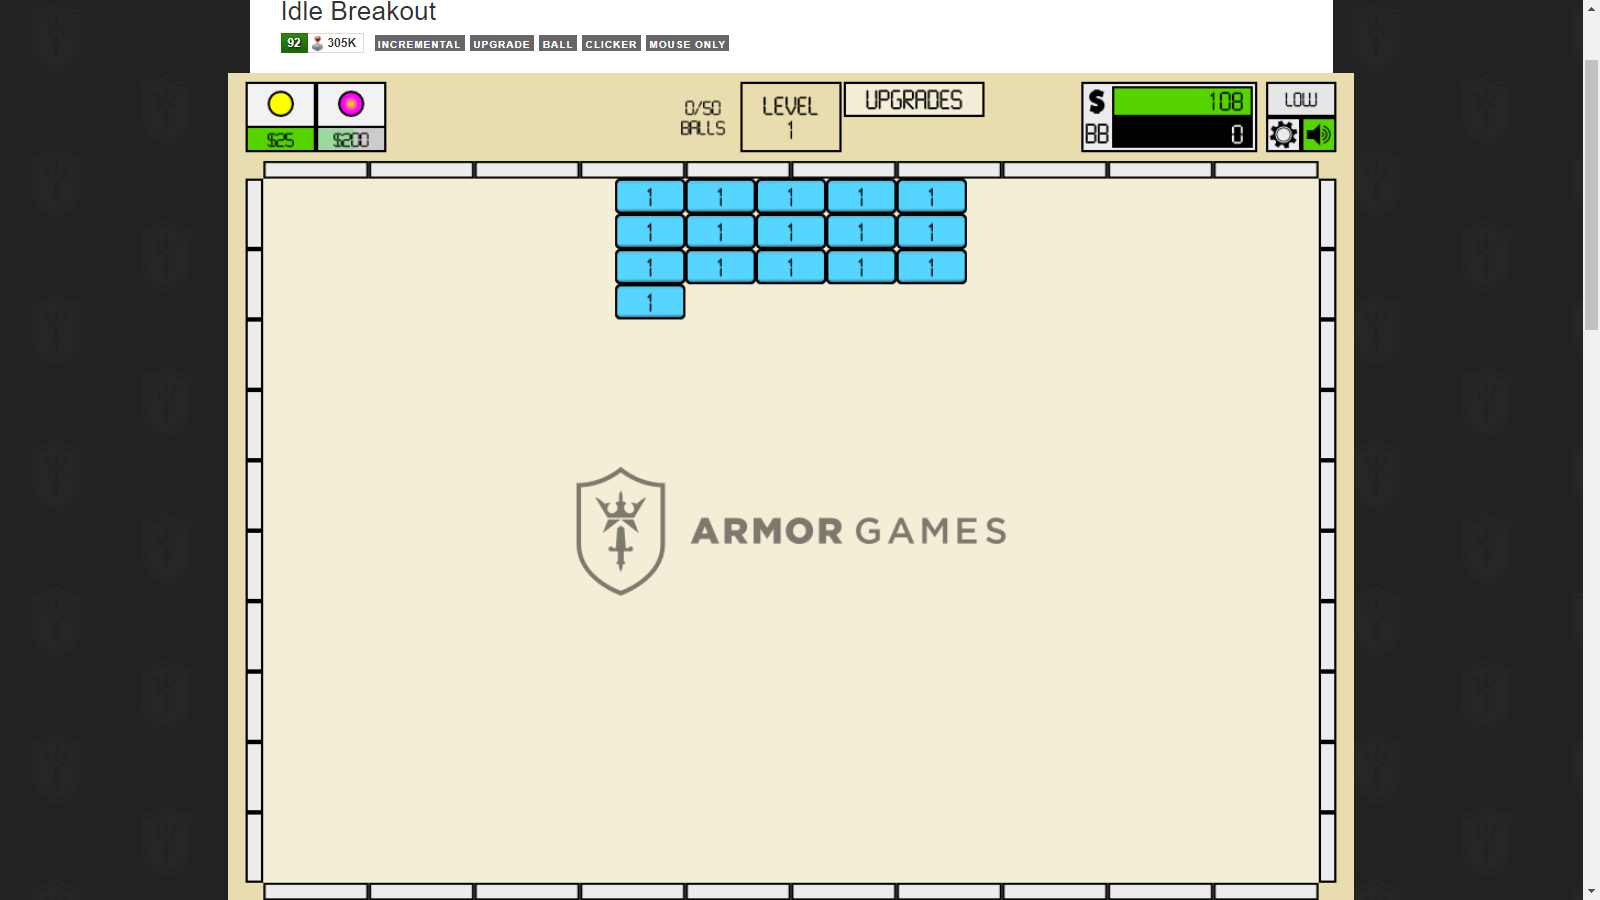 Idle Breakout
92 305K INCREMENTAL UPGRADE BALL CLICKER MOUSE ONLY
$25 $200
0/50
BALLS
LEVEL
1
UPGRADES
$ 108
BB 0
LOW
1 1 1 1 1
1 1 1 1 1
1 1 1 1 1
1
ARMOR GAMES